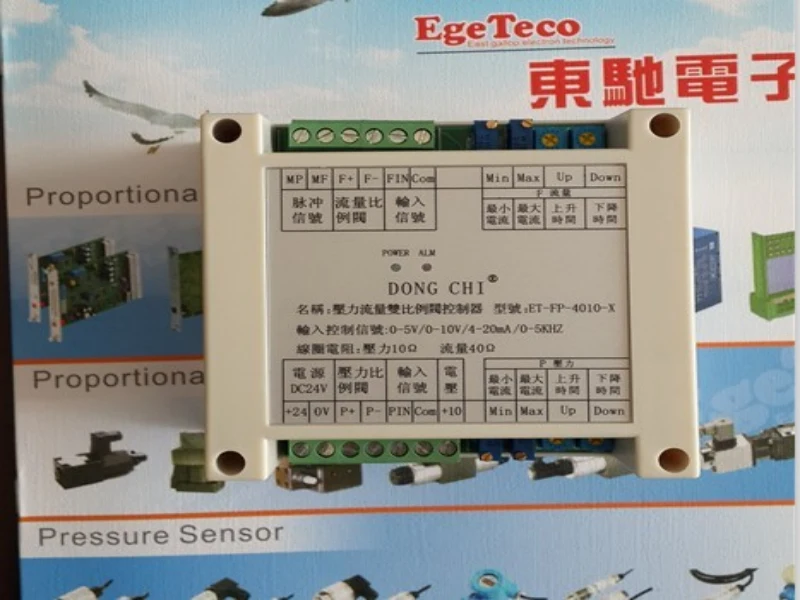 EgeTeco
East gallco electron technology
東馳電子
Proportiona
MP MF F+ F- FIN Com
Min Max Up Down
F 流量
脈冲信號 流量比例閥 輸入信號
最小電流 最大電流 上升時間 下降時間
POWER ALM
DONG CHI®
名稱:壓力流量雙比例閥控制器 型號:ET-FP-4010-X
輸入控制信號:0-5V/0-10V/4-20mA/0-5KHZ
線圈電阻:壓力10Ω 流量40Ω
Proportiona
電源DC24V 壓力比例閥 輸入信號 電壓
P 壓力
最小電流 最大電流 上升時間 下降時間
+24 0V P+ P- PIN Com +10
Min Max Up Down
Pressure Sensor